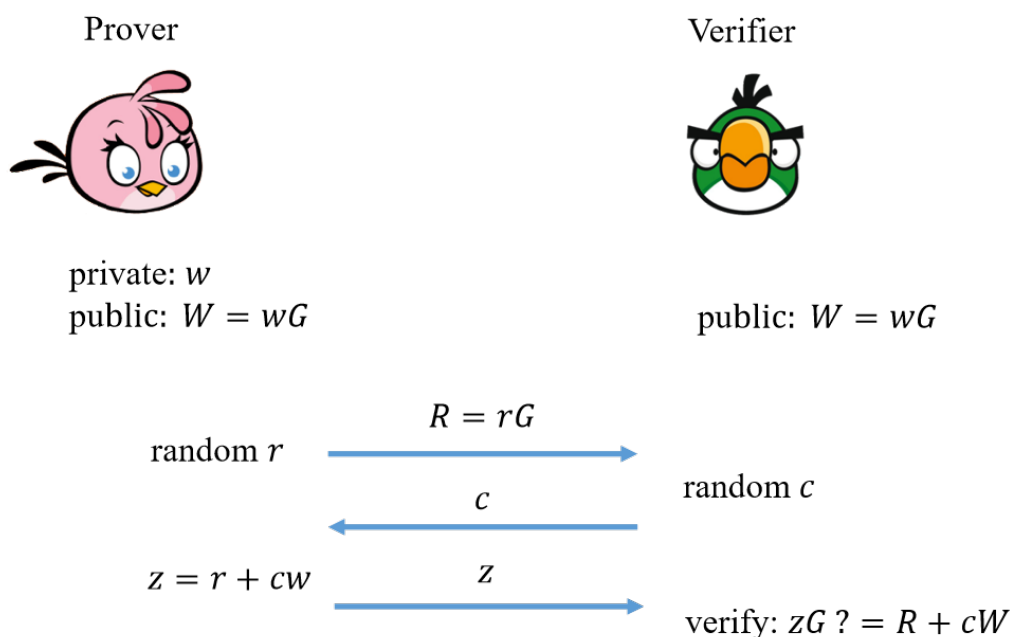 Prover
Verifier
private: w
public: W = wG
public: W = wG
R = rG
random r
random c
c
z = r + cw
z
verify: zG ? = R + cW